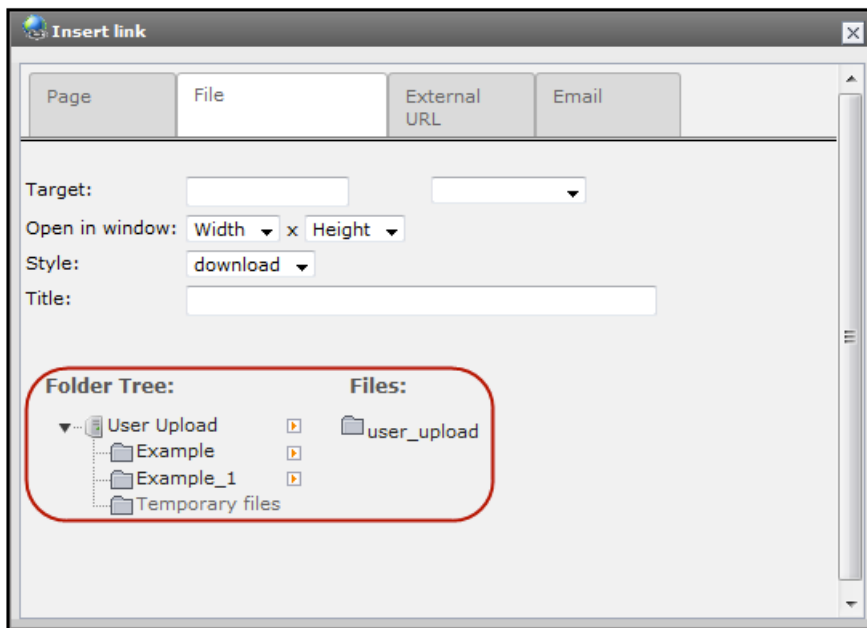 Insert link
Page File External URL Email
Target:
Open in window: Width x Height
Style: download
Title:
Folder Tree: Files:
User Upload user_upload
Example
Example_1
Temporary files